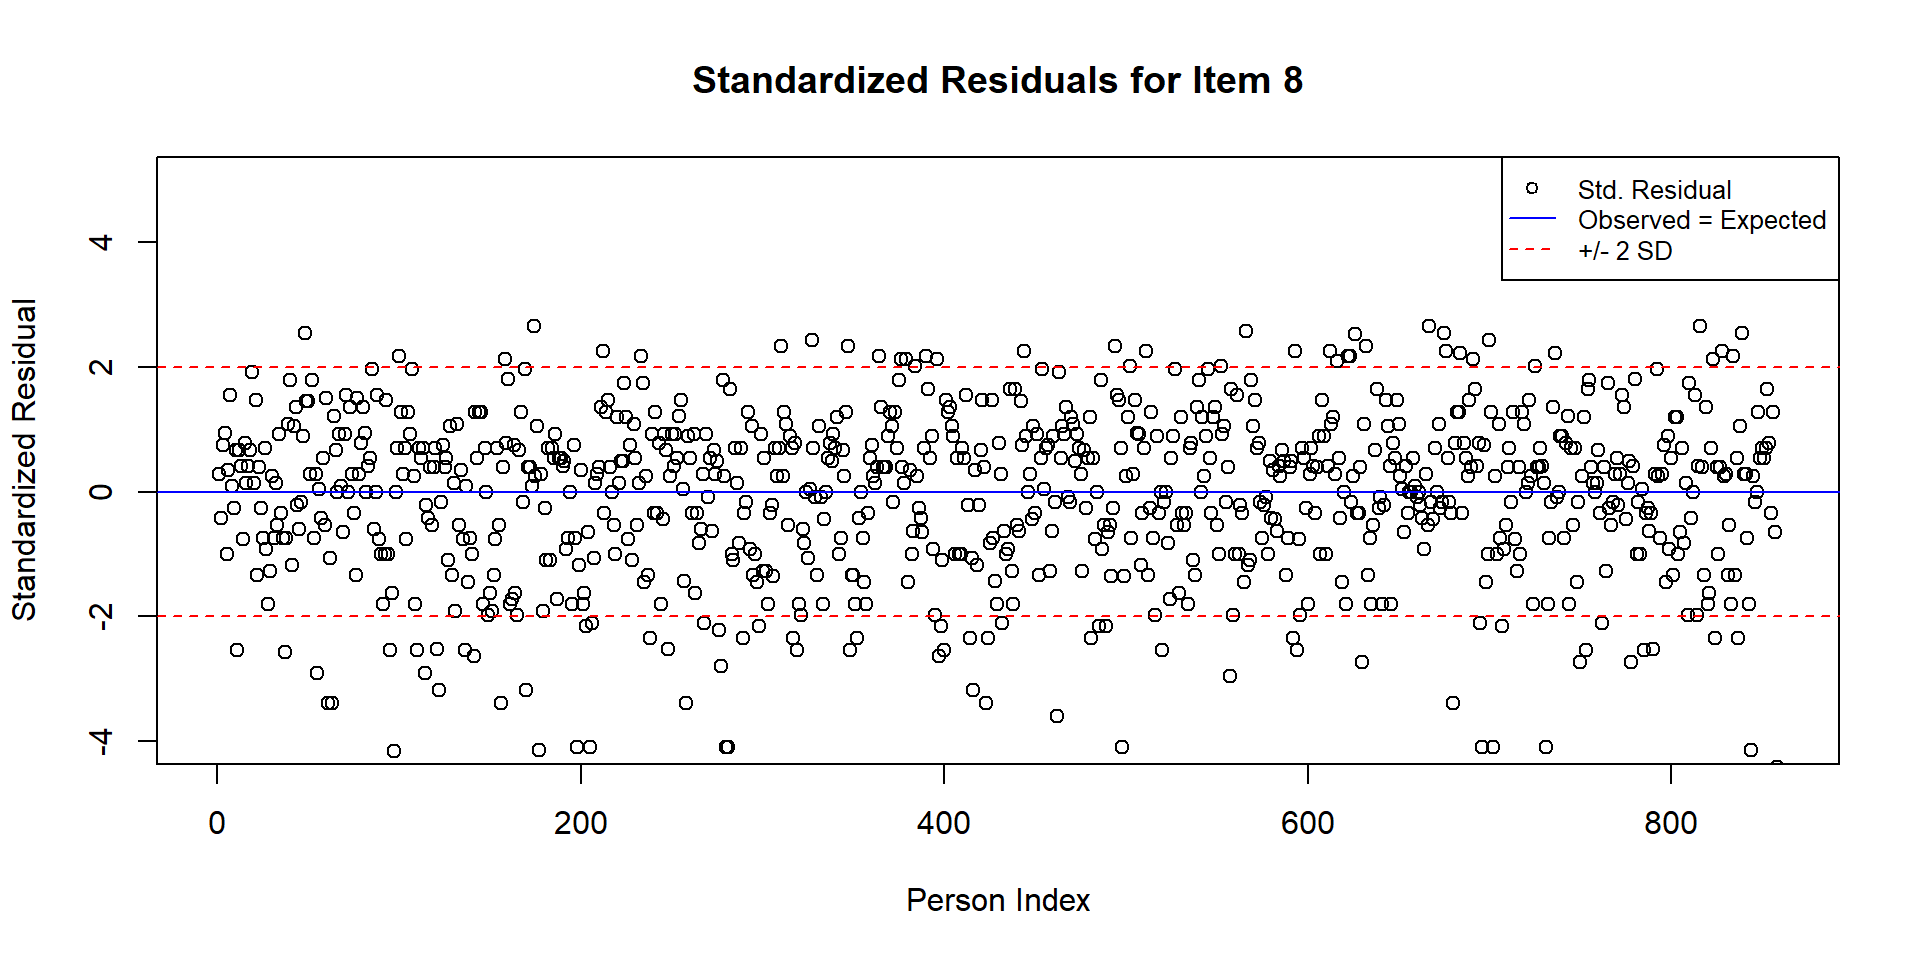 Standardized Residuals for Item 8
Std. Residual
Observed = Expected
+/- 2 SD
Standardized Residual
4
2
0
-2
-4
0
200
400
600
800
Person Index